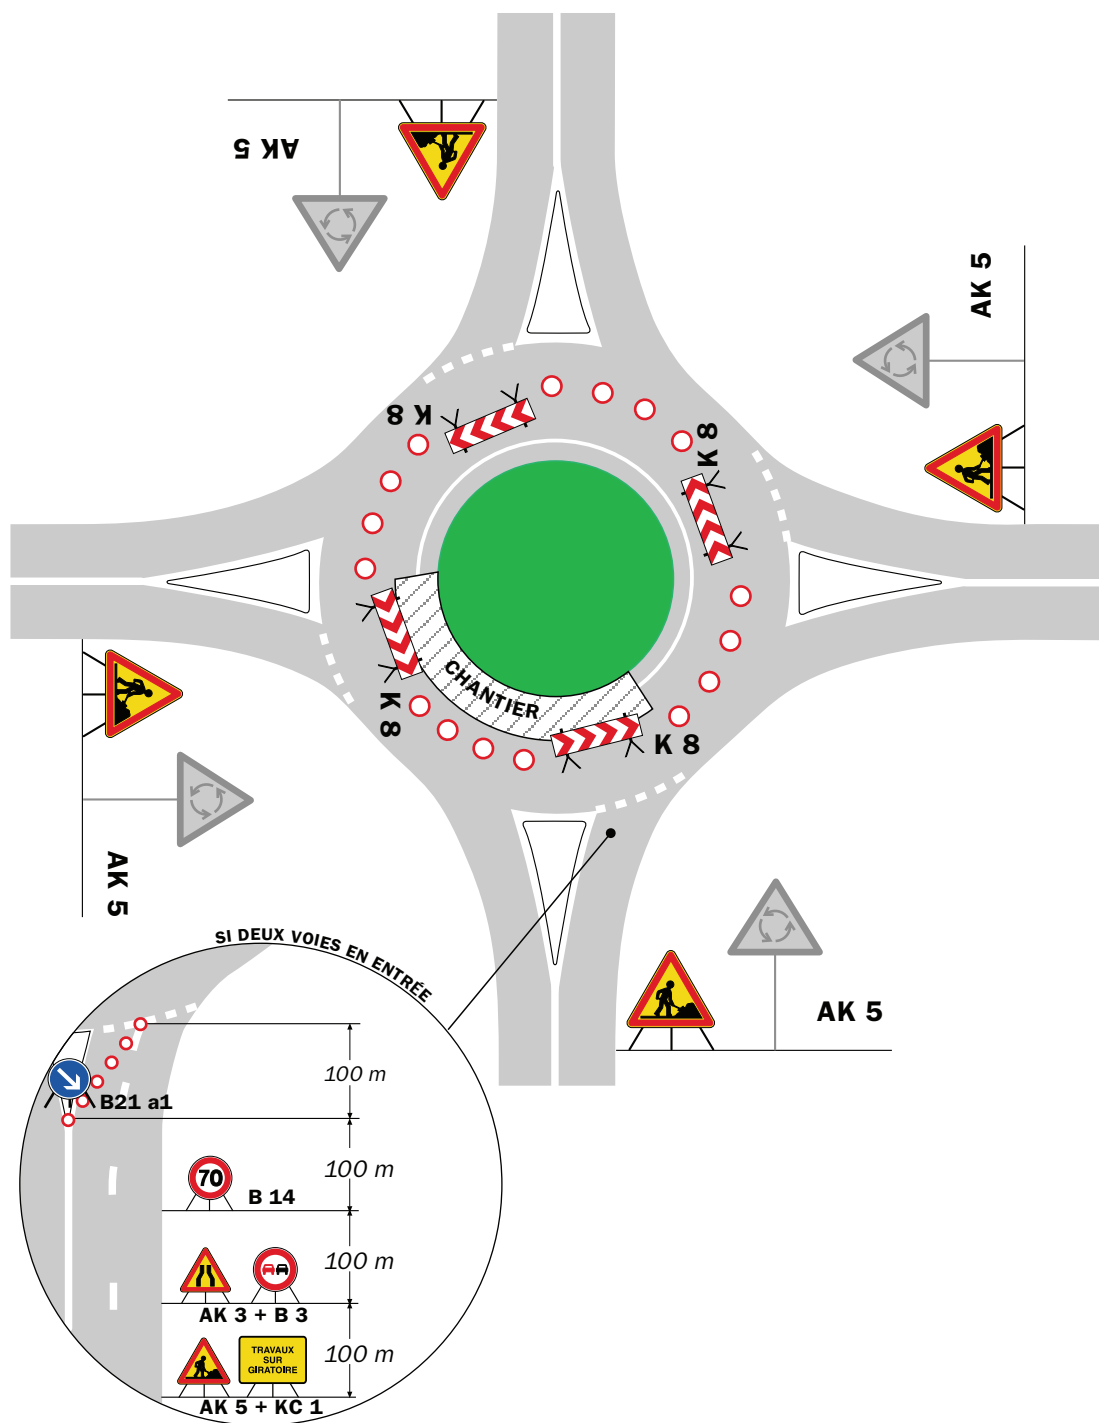 AK 5
AK 5
K 8
K 8
CHANTIER
K 8
K 8
AK 5
AK 5
SI DEUX VOIES EN ENTRÉE
100 m
B21 a1
100 m
70
B 14
100 m
AK 3 + B 3
TRAVAUX
SUR
GIRATOIRE
100 m
AK 5 + KC 1